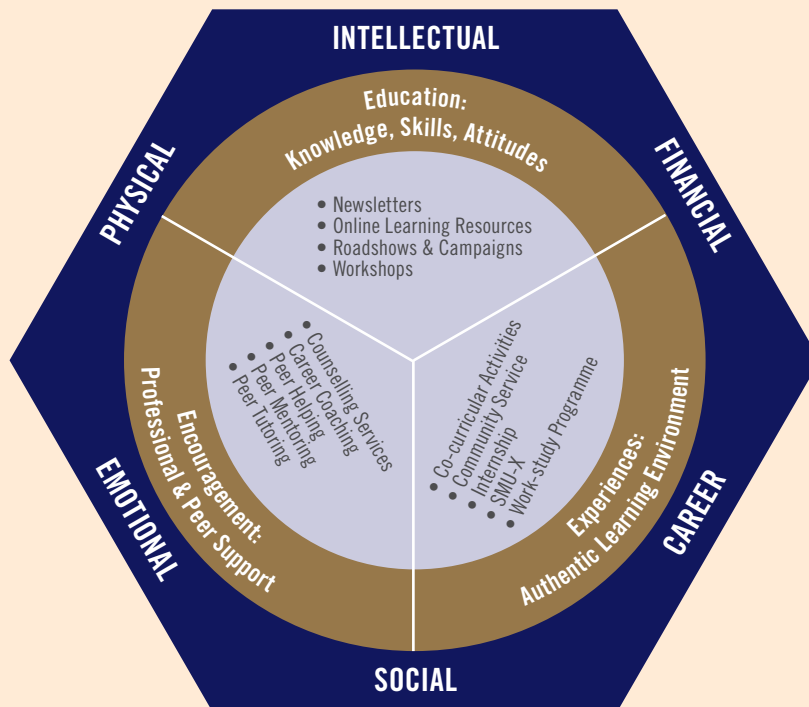 INTELLECTUAL
FINANCIAL
CAREER
SOCIAL
EMOTIONAL
PHYSICAL
Education:
Knowledge, Skills, Attitudes
• Newsletters
• Online Learning Resources
• Roadshows & Campaigns
• Workshops
Experiences:
Authentic Learning Environment
• Co-curricular Activities
• Community Service
• Internship
• SMU-X
• Work-study Programme
Encouragement:
Professional & Peer Support
• Counselling Services
• Career Coaching
• Peer Helping
• Peer Mentoring
• Peer Tutoring